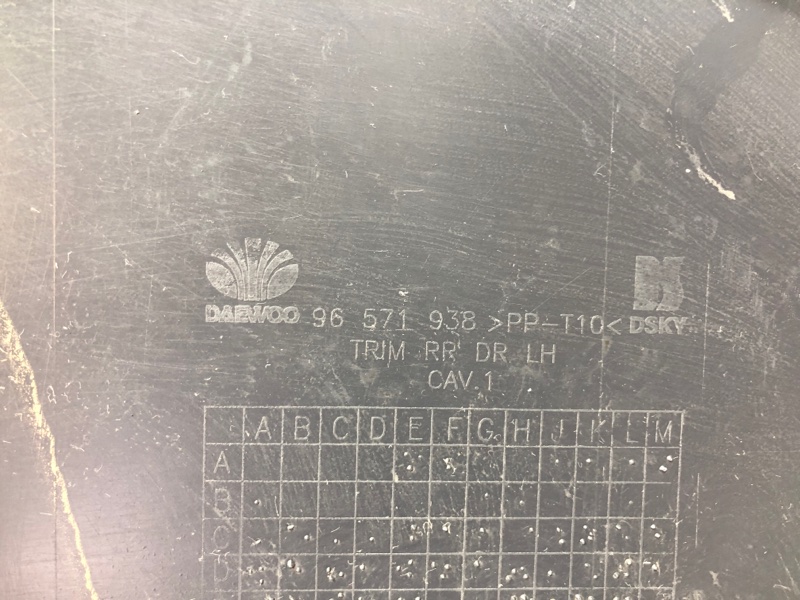 DAEWOO 96 571 938 >PP-T10< DSKY
TRIM RR DR LH
CAV.1
A B C D E F G H J K L M
A
B
C
D